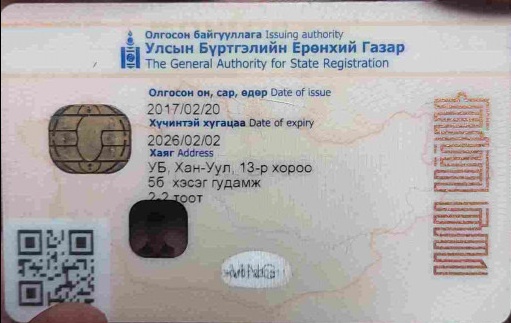 Олгосон байгууллага Issuing authority
Улсын Бүртгэлийн Ерөнхий Газар
The General Authority for State Registration
Олгосон он, сар, өдөр Date of issue
2017/02/20
Хүчинтэй хугацаа Date of expiry
2026/02/02
Хаяг Address
УБ, Хан-Уул, 13-р хороо
5б хэсэг гудамж
2-2 тоот